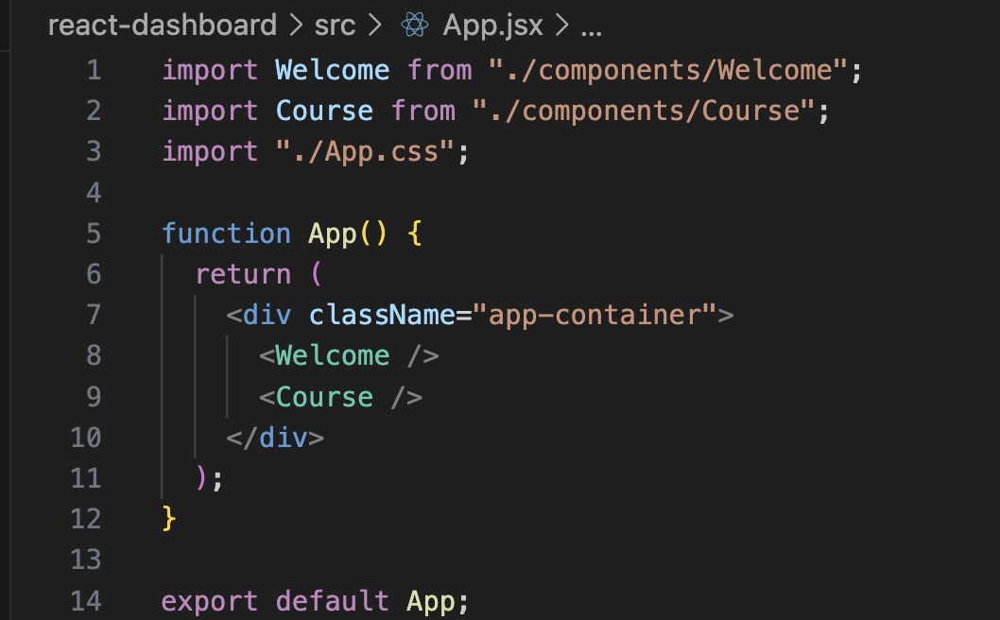 react-dashboard > src > App.jsx > ...
1 import Welcome from "./components/Welcome";
2 import Course from "./components/Course";
3 import "./App.css";
4
5 function App() {
6   return (
7     <div className="app-container">
8       <Welcome />
9       <Course />
10     </div>
11   );
12 }
13
14 export default App;